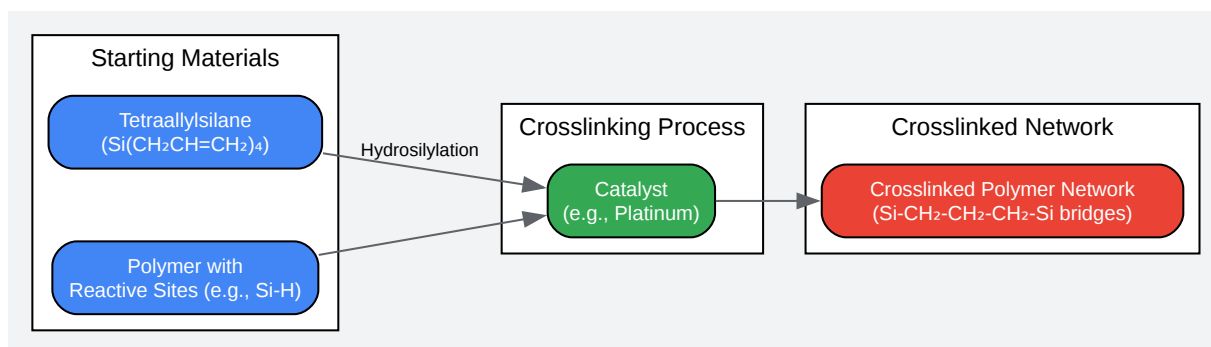 Starting Materials
Tetraallylsilane
(Si(CH₂CH=CH₂)₄)
Polymer with
Reactive Sites (e.g., Si-H)
Hydrosilylation
Crosslinking Process
Catalyst
(e.g., Platinum)
Crosslinked Network
Crosslinked Polymer Network
(Si-CH₂-CH₂-CH₂-Si bridges)